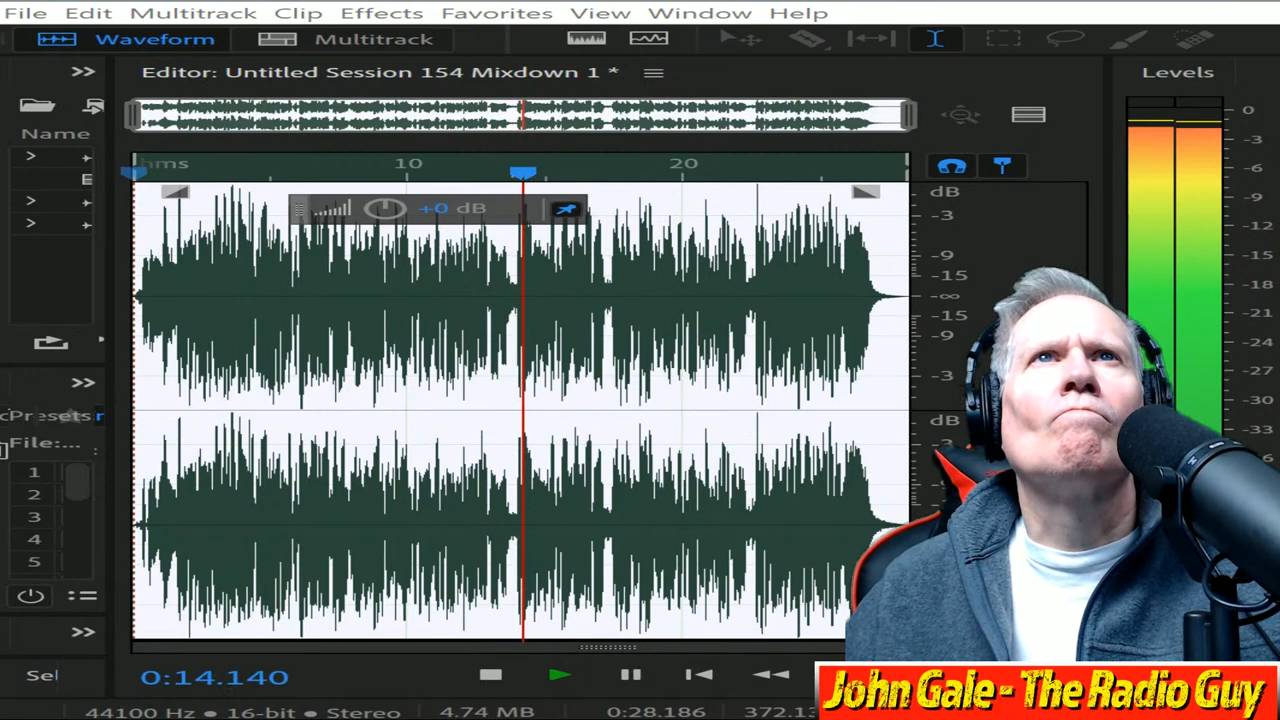 File Edit Multitrack Clip Effects Favorites View Window Help
Waveform Multitrack
Editor: Untitled Session 154 Mixdown 1 *
Levels
Name
hms 10 20
+0 dB
dB
-3
-9
-15
-∞
-15
-9
-3
dB
0
-3
-6
-9
-12
-15
-18
-21
-24
-27
-30
-33
File:...
1
2
3
4
5
Sel
0:14.140
44100 Hz ● 16-bit ● Stereo 4.74 MB 0:28.186 372.1
John Gale - The Radio Guy